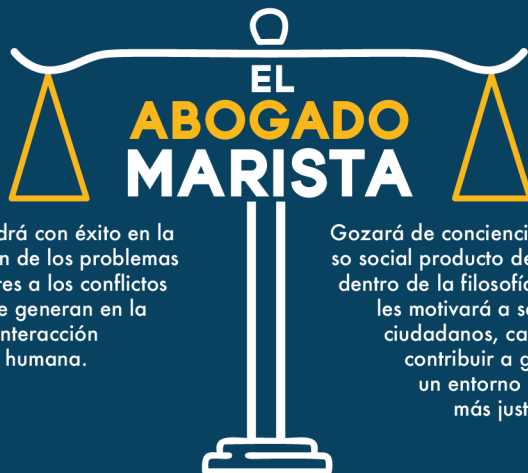 EL
ABOGADO
MARISTA
drá con éxito en la
n de los problemas
res a los conflictos
e generan en la
nteracción
humana.
Gozará de concienci
so social producto de
dentro de la filosofí
les motivará a s
ciudadanos, ca
contribuir a g
un entorno
más just